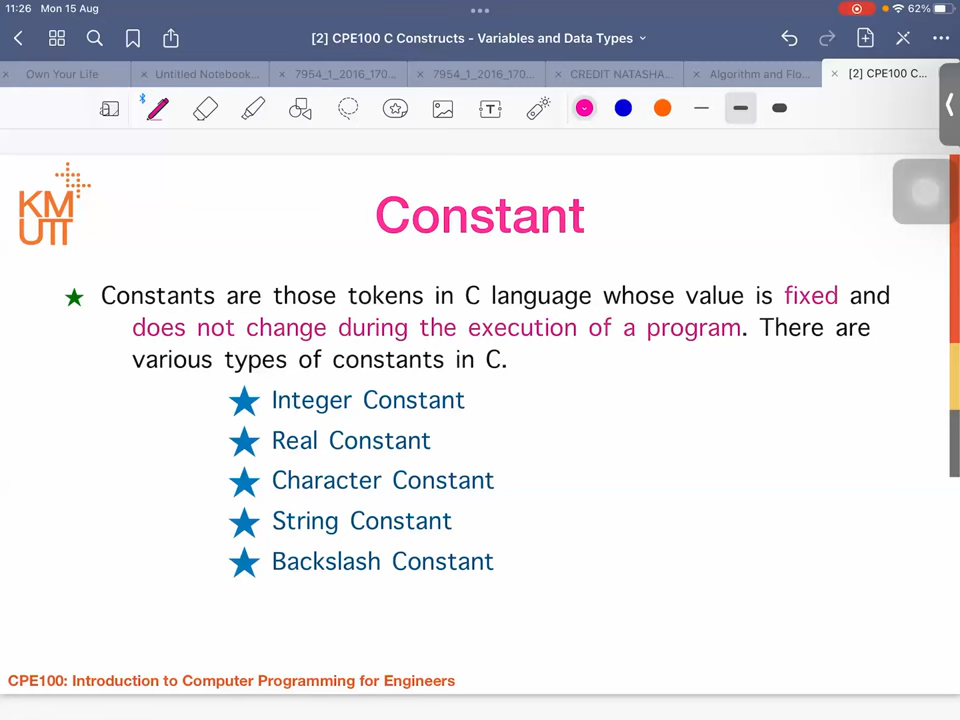 11:26 Mon 15 Aug
62%
[2] CPE100 C Constructs - Variables and Data Types
Own Your Life
Untitled Notebook...
7954_1_2016_170...
7954_1_2016_170...
CREDIT NATASHA...
Algorithm and Flo...
[2] CPE100 C...
KM
UTT
Constant
Constants are those tokens in C language whose value is fixed and
does not change during the execution of a program. There are
various types of constants in C.
Integer Constant
Real Constant
Character Constant
String Constant
Backslash Constant
CPE100: Introduction to Computer Programming for Engineers